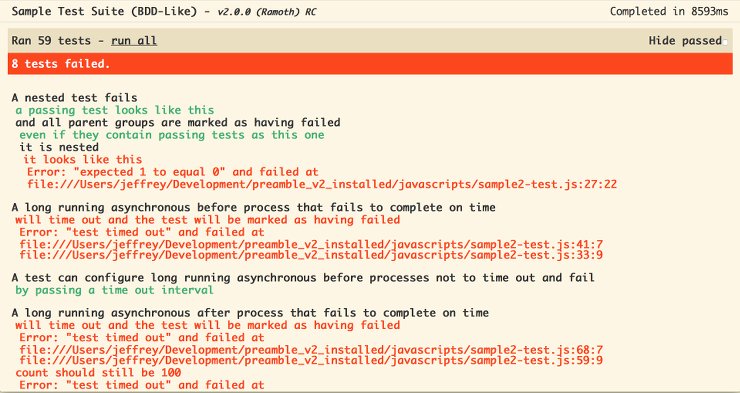 Sample Test Suite (BDD-Like) - v2.0.0 (Ramoth) RC
Completed in 8593ms
Ran 59 tests - run all
Hide passed
8 tests failed.
A nested test fails
a passing test looks like this
and all parent groups are marked as having failed
even if they contain passing tests as this one
it is nested
it looks like this
Error: "expected 1 to equal 0" and failed at
file:///Users/jeffrey/Development/preamble_v2_installed/javascripts/sample2-test.js:27:22
A long running asynchronous before process that fails to complete on time
will time out and the test will be marked as having failed
Error: "test timed out" and failed at
file:///Users/jeffrey/Development/preamble_v2_installed/javascripts/sample2-test.js:41:7
file:///Users/jeffrey/Development/preamble_v2_installed/javascripts/sample2-test.js:33:9
A test can configure long running asynchronous before processes not to time out and fail
by passing a time out interval
A long running asynchronous after process that fails to complete on time
will time out and the test will be marked as having failed
Error: "test timed out" and failed at
file:///Users/jeffrey/Development/preamble_v2_installed/javascripts/sample2-test.js:68:7
file:///Users/jeffrey/Development/preamble_v2_installed/javascripts/sample2-test.js:59:9
count should still be 100
Error: "test timed out" and failed at